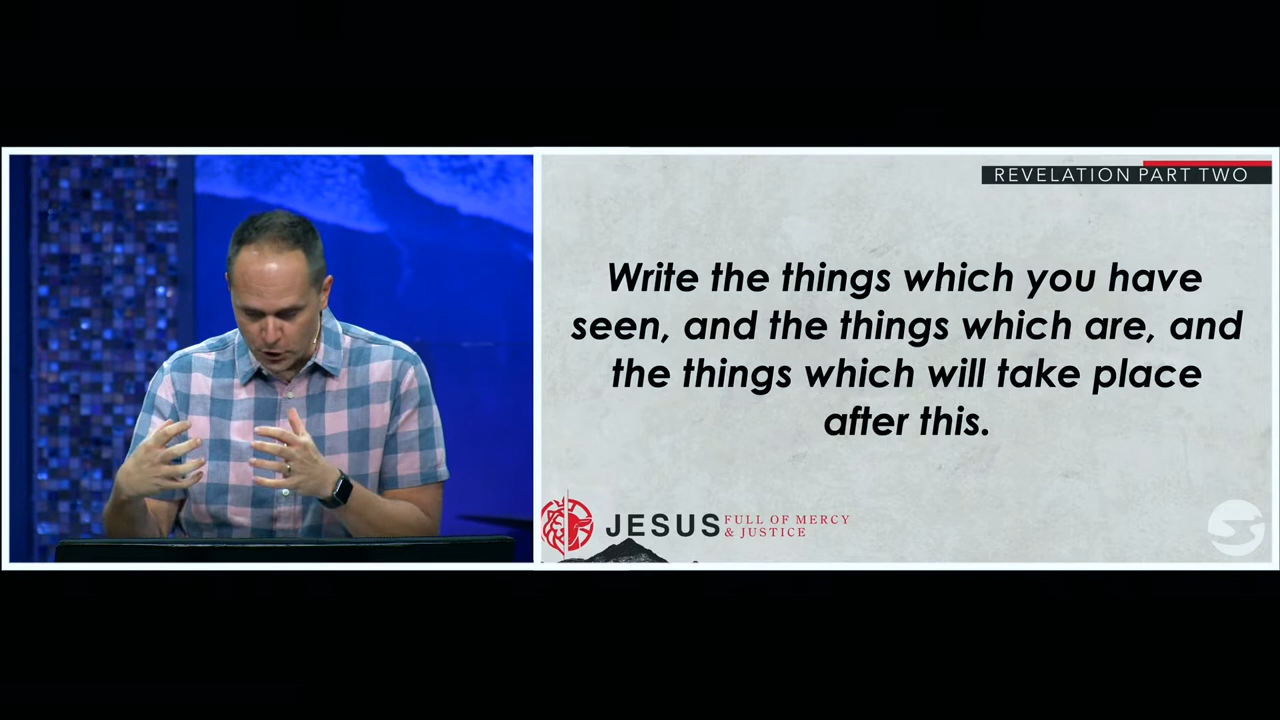 REVELATION PART TWO
Write the things which you have
seen, and the things which are, and
the things which will take place
after this.
JESUS FULL OF MERCY
& JUSTICE